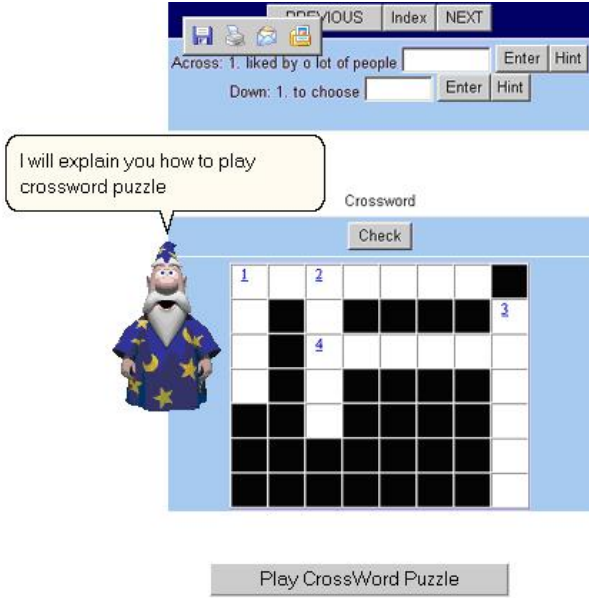 PREVIOUS Index NEXT
Across: 1. liked by o lot of people Enter Hint
Down: 1. to choose Enter Hint
I will explain you how to play
crossword puzzle
Crossword
Check
1 2
3
4
Play CrossWord Puzzle